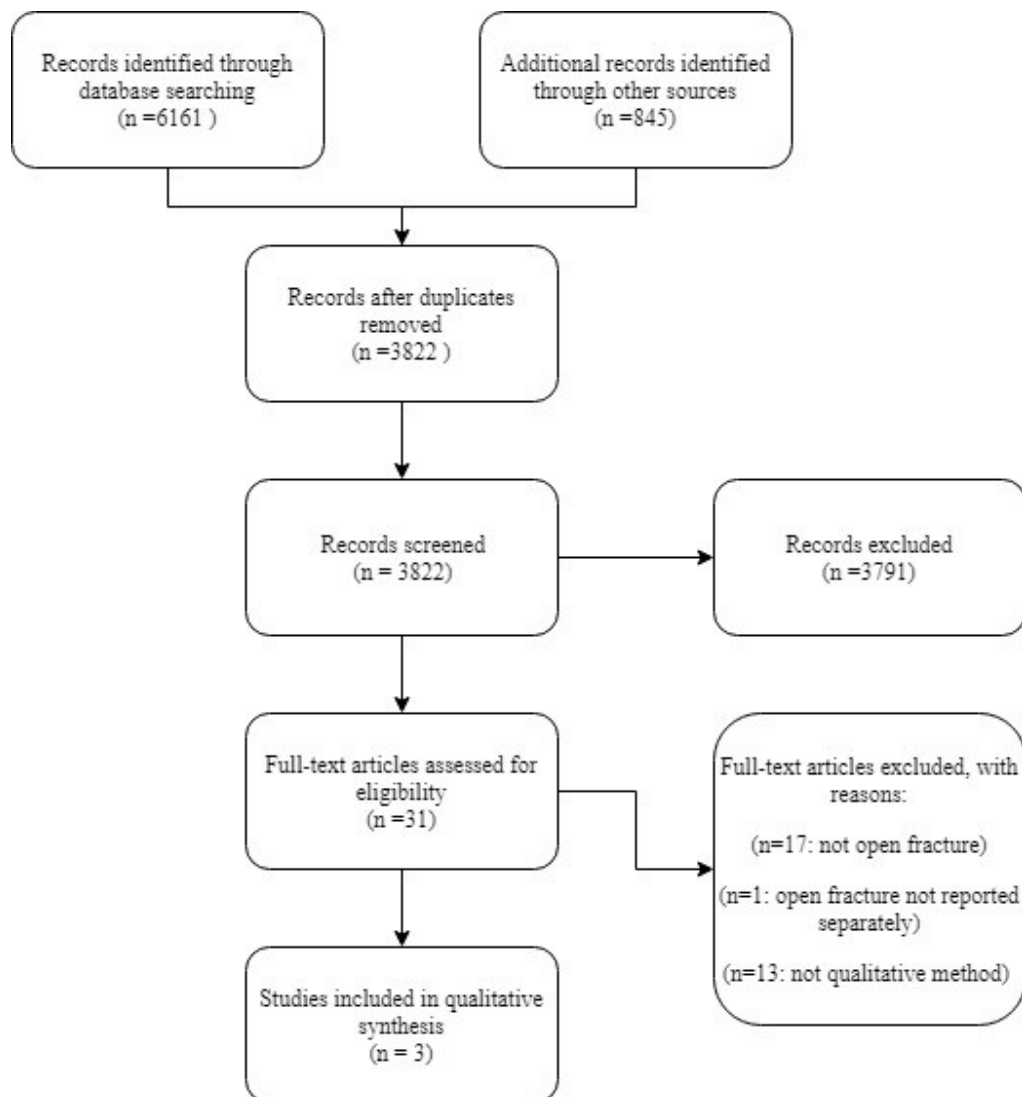 Records identified through
database searching
(n =6161 )
Additional records identified
through other sources
(n =845)
Records after duplicates
removed
(n =3822 )
Records screened
(n = 3822)
Records excluded
(n =3791)
Full-text articles assessed for
eligibility
(n =31)
Full-text articles excluded, with
reasons:
(n=17: not open fracture)
(n=1: open fracture not reported
separately)
(n=13: not qualitative method)
Studies included in qualitative
synthesis
(n = 3)